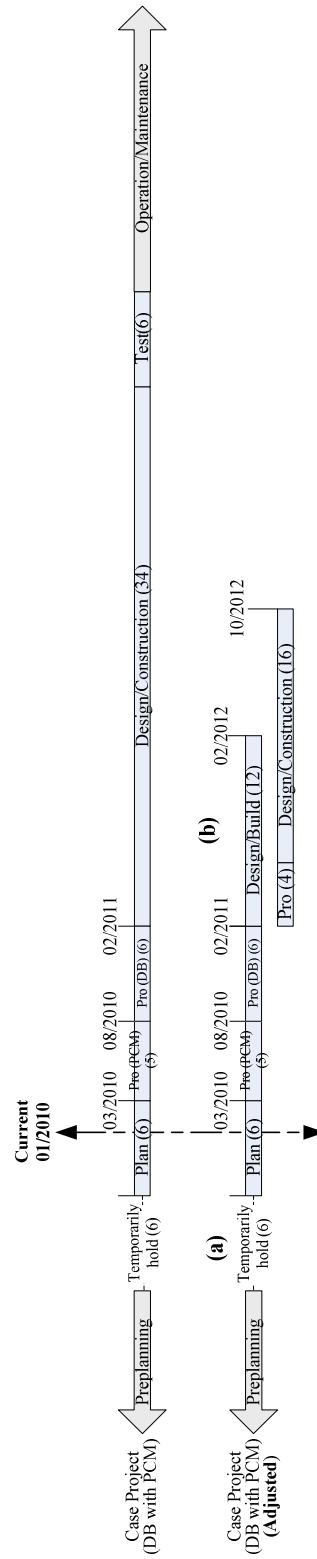 Current
01/2010
Case Project
(DB with PCM)
Preplanning
Temporarily
hold (6)
Plan (6)
03/2010
Pro (PCM)
(5)
08/2010
Pro (DB) (6)
02/2011
Design/Construction (34)
Test(6)
Operation/Maintenance
(a)
(b)
Case Project
(DB with PCM)
(Adjusted)
Preplanning
Temporarily
hold (6)
Plan (6)
03/2010
Pro (PCM)
(5)
08/2010
Pro (DB) (6)
02/2011
Design/Build (12)
02/2012
Pro (4)
Design/Construction (16)
10/2012